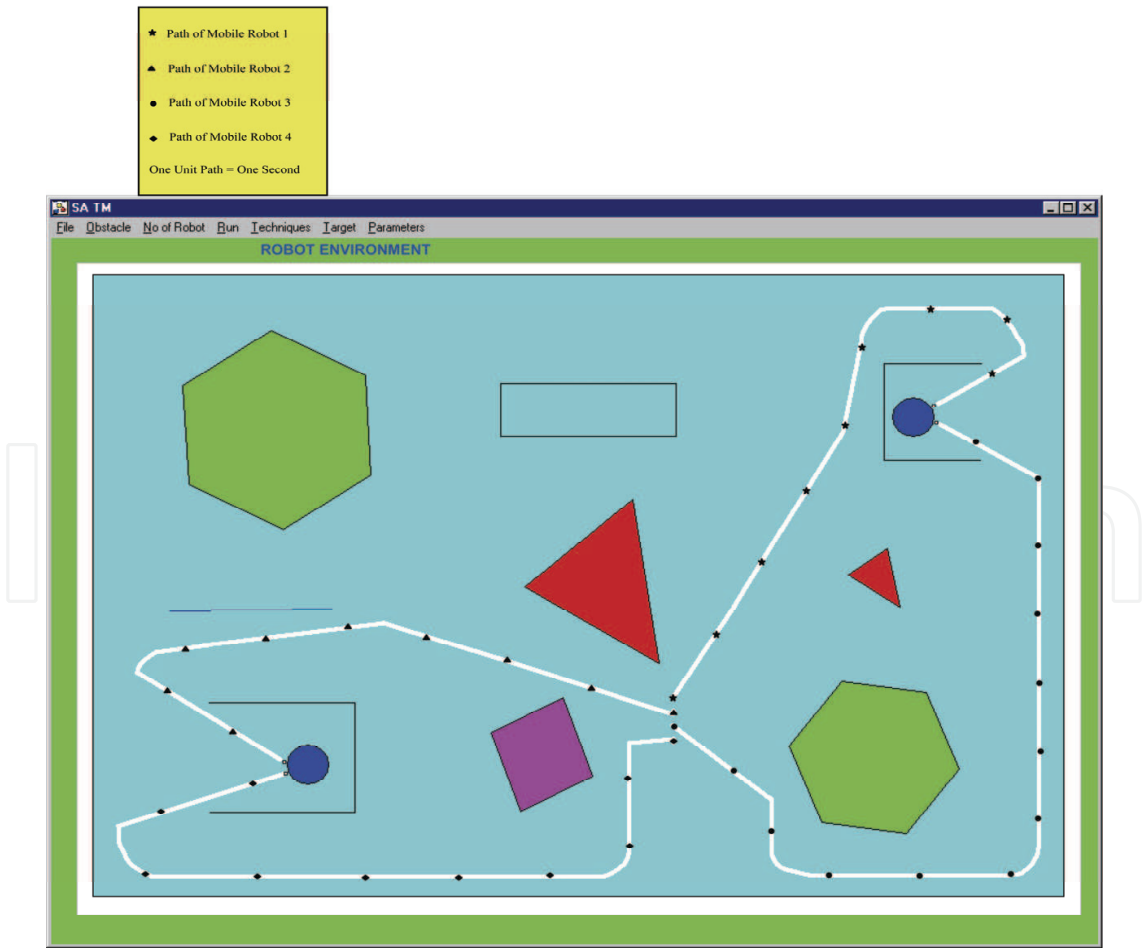 Path of Mobile Robot 1
Path of Mobile Robot 2
Path of Mobile Robot 3
Path of Mobile Robot 4
One Unit Path = One Second
SA TM
File Obstacle No of Robot Run Techniques Target Parameters
ROBOT ENVIRONMENT